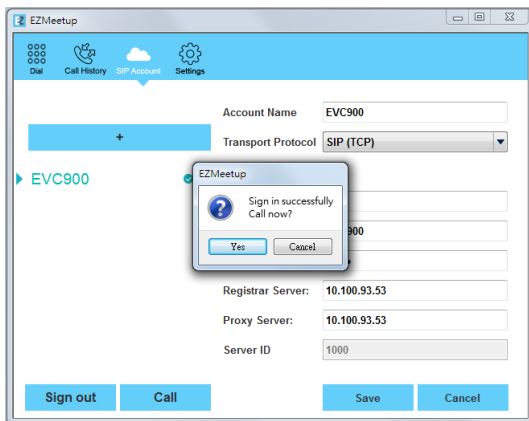 EZMeetup
Dial
Call History
SIP Account
Settings
Account Name
EVC900
+
Transport Protocol
SIP (TCP)
EVC900
EZMeetup
Sign in successfully
Call now?
Yes
Cancel
900
Registrar Server:
10.100.93.53
Proxy Server:
10.100.93.53
Server ID
1000
Sign out
Call
Save
Cancel